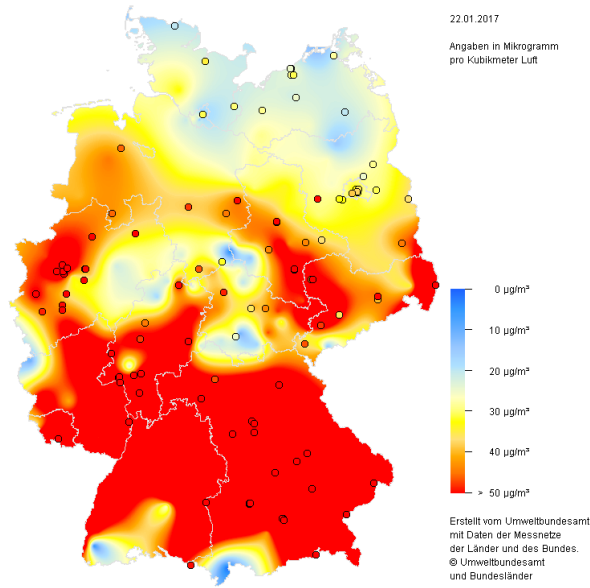 22.01.2017
Angaben in Mikrogramm
pro Kubikmeter Luft
0 µg/m³
10 µg/m³
20 µg/m³
30 µg/m³
40 µg/m³
> 50 µg/m³
Erstellt vom Umweltbundesamt
mit Daten der Messnetze
der Länder und des Bundes.
© Umweltbundesamt
und Bundesländer